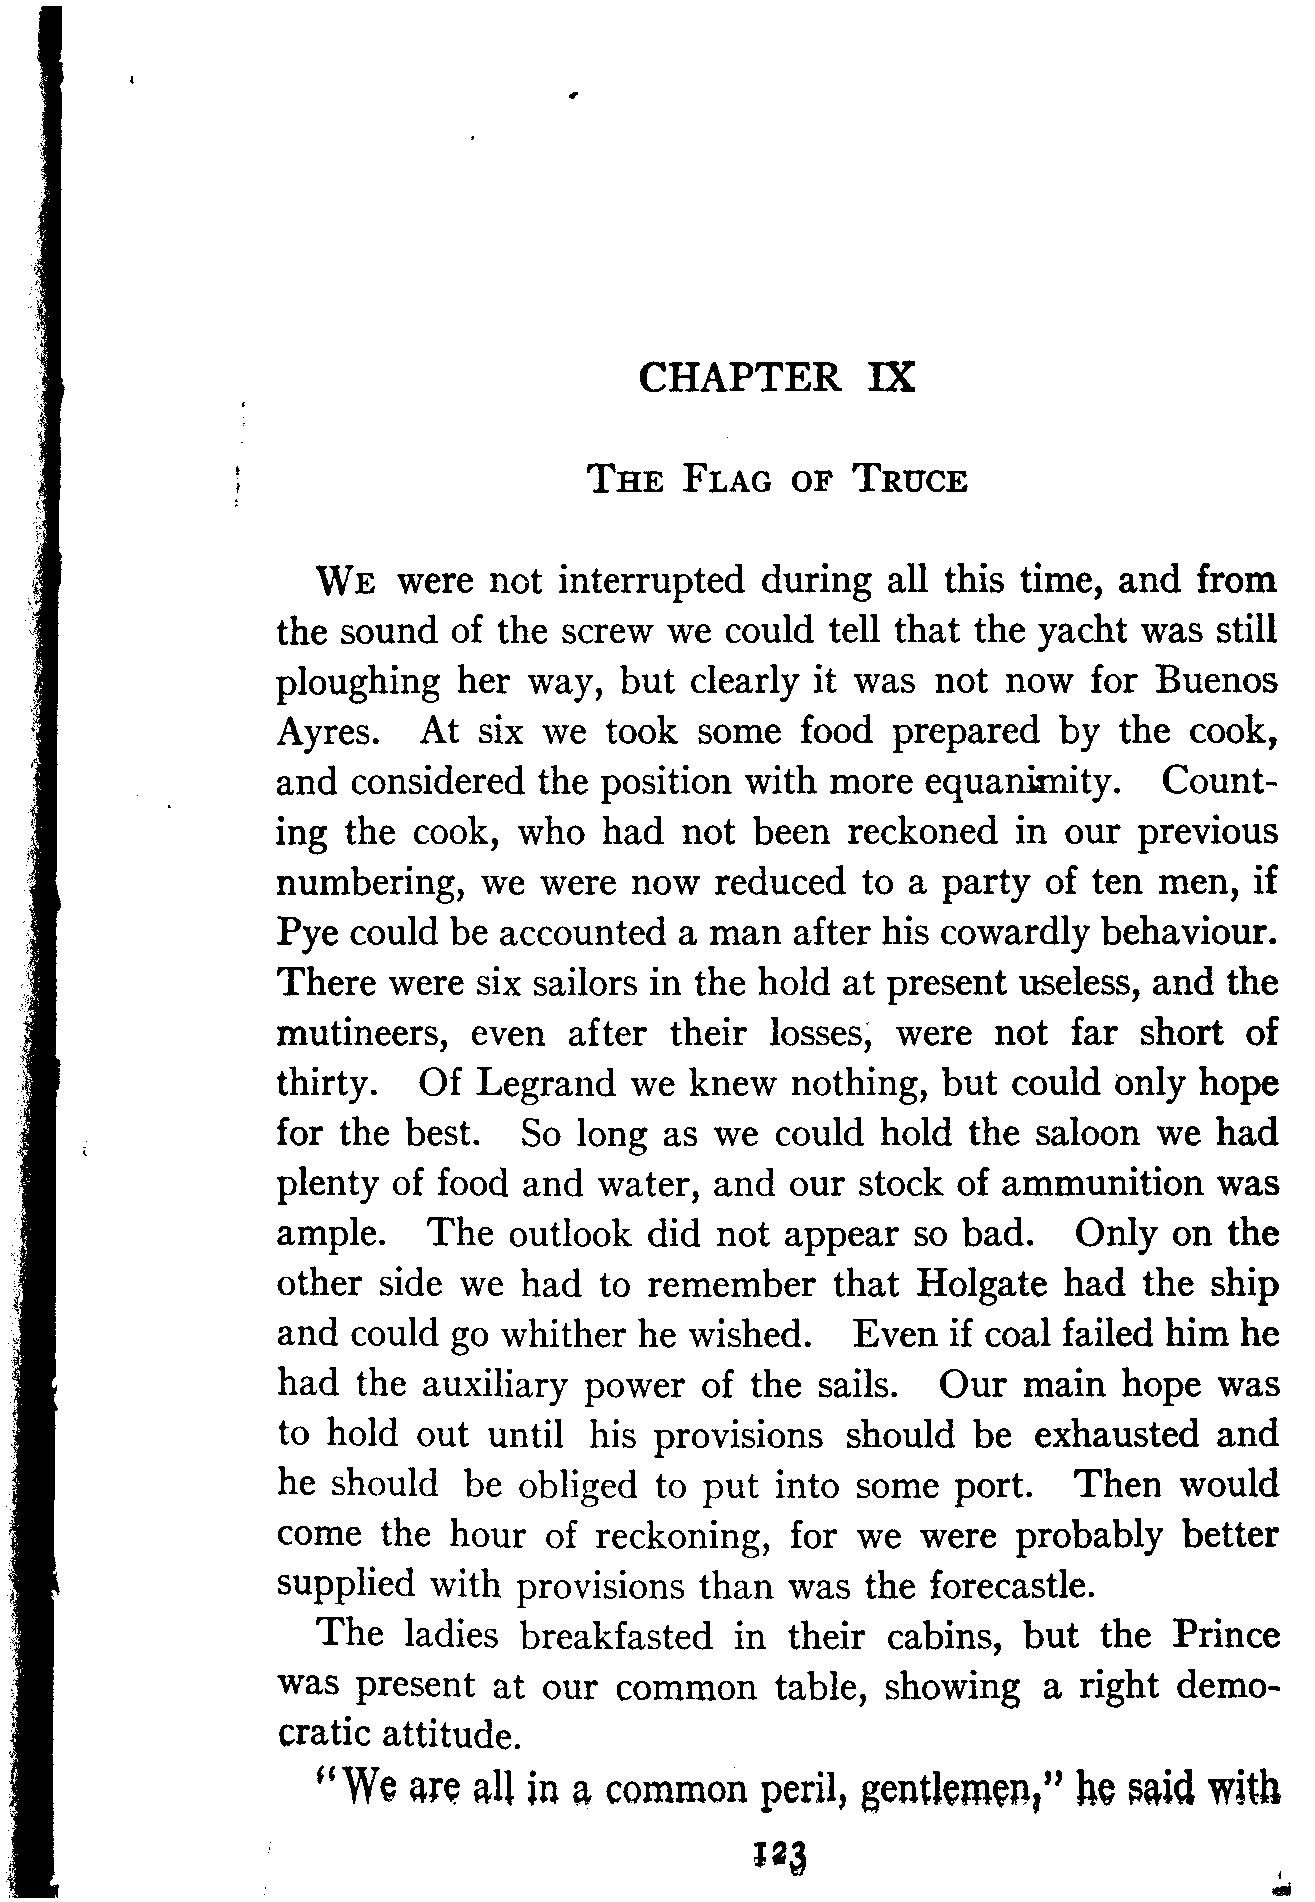 CHAPTER IX
THE FLAG OF TRUCE
WE were not interrupted during all this time, and from
the sound of the screw we could tell that the yacht was still
ploughing her way, but clearly it was not now for Buenos
Ayres. At six we took some food prepared by the cook,
and considered the position with more equanimity. Count-
ing the cook, who had not been reckoned in our previous
numbering, we were now reduced to a party of ten men, if
Pye could be accounted a man after his cowardly behaviour.
There were six sailors in the hold at present useless, and the
mutineers, even after their losses, were not far short of
thirty. Of Legrand we knew nothing, but could only hope
for the best. So long as we could hold the saloon we had
plenty of food and water, and our stock of ammunition was
ample. The outlook did not appear so bad. Only on the
other side we had to remember that Holgate had the ship
and could go whither he wished. Even if coal failed him he
had the auxiliary power of the sails. Our main hope was
to hold out until his provisions should be exhausted and
he should be obliged to put into some port. Then would
come the hour of reckoning, for we were probably better
supplied with provisions than was the forecastle.
The ladies breakfasted in their cabins, but the Prince
was present at our common table, showing a right demo-
cratic attitude.
"We are all in a common peril, gentlemen," he said with
123